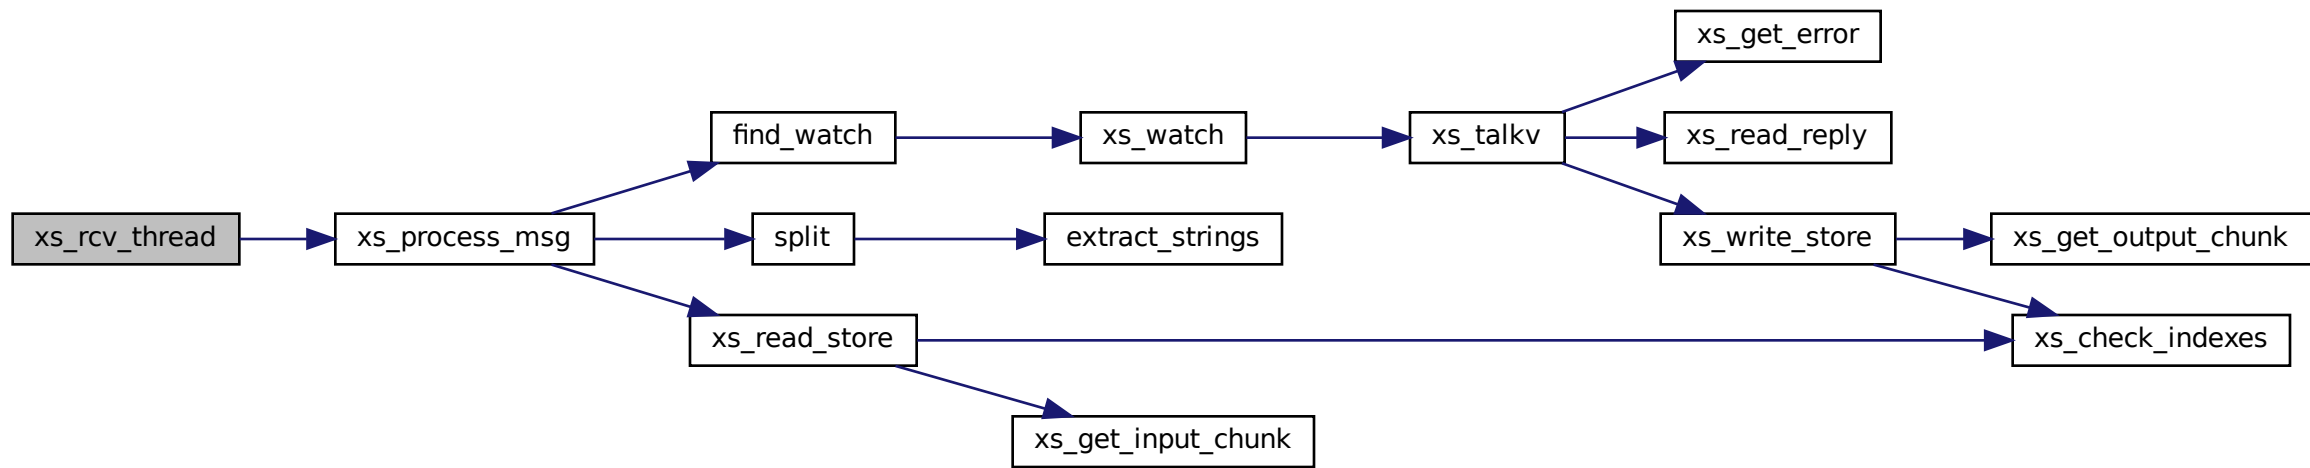 xs_get_error
find_watch
xs_watch
xs_talkv
xs_read_reply
xs_rcv_thread
xs_process_msg
split
extract_strings
xs_write_store
xs_get_output_chunk
xs_read_store
xs_check_indexes
xs_get_input_chunk